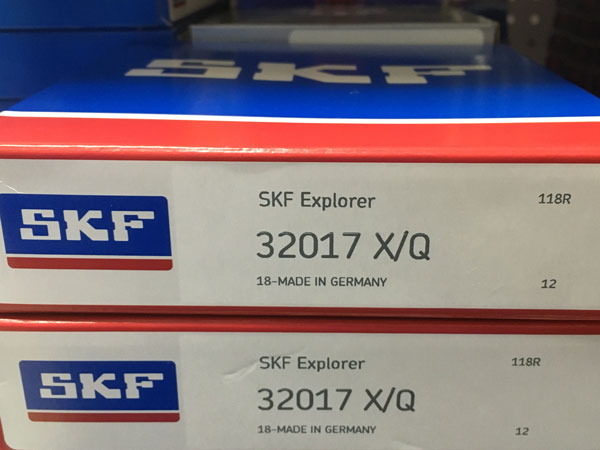 SKF
SKF
SKF Explorer
118R
32017 X/Q
18-MADE IN GERMANY
12
SKF
SKF Explorer
118R
32017 X/Q
18-MADE IN GERMANY
12